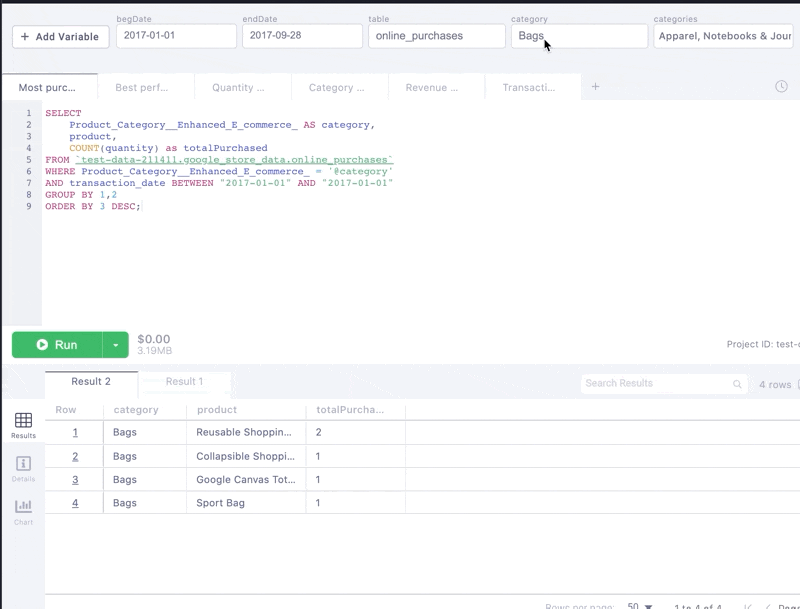 begDate endDate table category categories
+ Add Variable 2017-01-01 2017-09-28 online_purchases Bags Apparel, Notebooks & Jour
Most purc... Best perf... Quantity ... Category ... Revenue ... Transacti... +
1 SELECT
2 Product_Category__Enhanced_E_commerce_ AS category,
3 product,
4 COUNT(quantity) as totalPurchased
5 FROM `test-data-211411.google_store_data.online_purchases`
6 WHERE Product_Category__Enhanced_E_commerce_ = '@category'
7 AND transaction_date BETWEEN "2017-01-01" AND "2017-01-01"
8 GROUP BY 1,2
9 ORDER BY 3 DESC;
Run $0.00
3.19MB
Project ID: test-
Result 2 Result 1 Search Results 4 rows
Row category product totalPurcha...
1 Bags Reusable Shoppin... 2
2 Bags Collapsible Shoppi... 1
3 Bags Google Canvas Tot... 1
4 Bags Sport Bag 1
Results
Details
Chart
Rows per page: 50 1 to 4 of 4